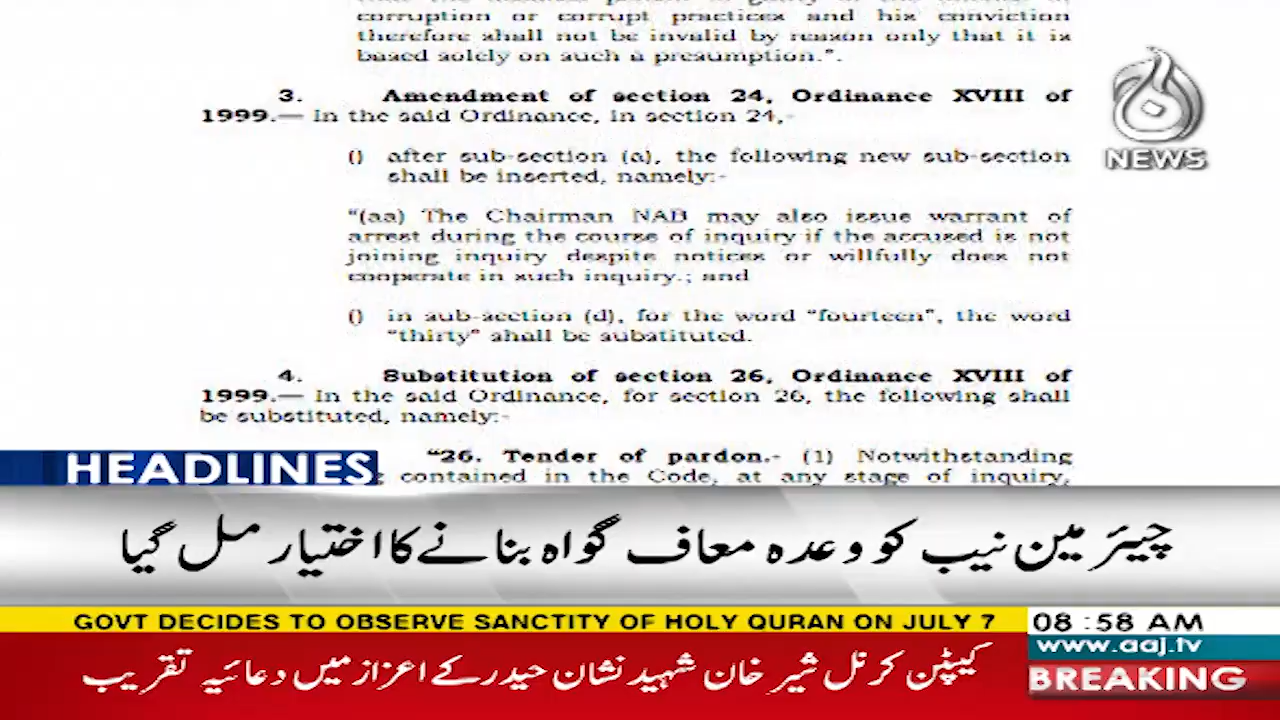 corruption or corrupt practices and his conviction
therefore shall not be invalid by reason only that it is
based solely on such a presumption.".
3. Amendment of section 24, Ordinance XVIII of
1999.— In the said Ordinance, in section 24,-
() after sub-section (a), the following new sub-section
shall be inserted, namely:-
"(aa) The Chairman NAB may also issue warrant of
arrest during the course of inquiry if the accused is not
joining inquiry despite notices or willfully does not
cooperate in such inquiry.; and
() in sub-section (d), for the word "fourteen", the word
"thirty" shall be substituted.
4. Substitution of section 26, Ordinance XVIII of
1999.— In the said Ordinance, for section 26, the following shall
be substituted, namely:-
"26. Tender of pardon.- (1) Notwithstanding
contained in the Code, at any stage of inquiry,
NEWS
HEADLINES
چیئرمین نیب کو وعدہ معاف گواہ بنانے کا اختیار مل گیا
GOVT DECIDES TO OBSERVE SANCTITY OF HOLY QURAN ON JULY 7
08:58 AM
www.aaj.tv
کیپٹن کرنل شیر خان شہید نشان حیدر کے اعزاز میں دعائیہ تقریب
BREAKING